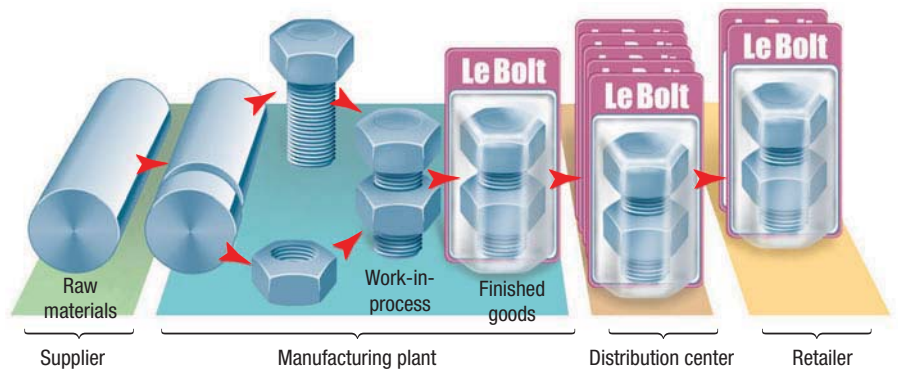 Le Bolt
Le Bolt
Le Bolt
Raw
materials
Work-in-
process
Finished
goods
Supplier
Manufacturing plant
Distribution center
Retailer